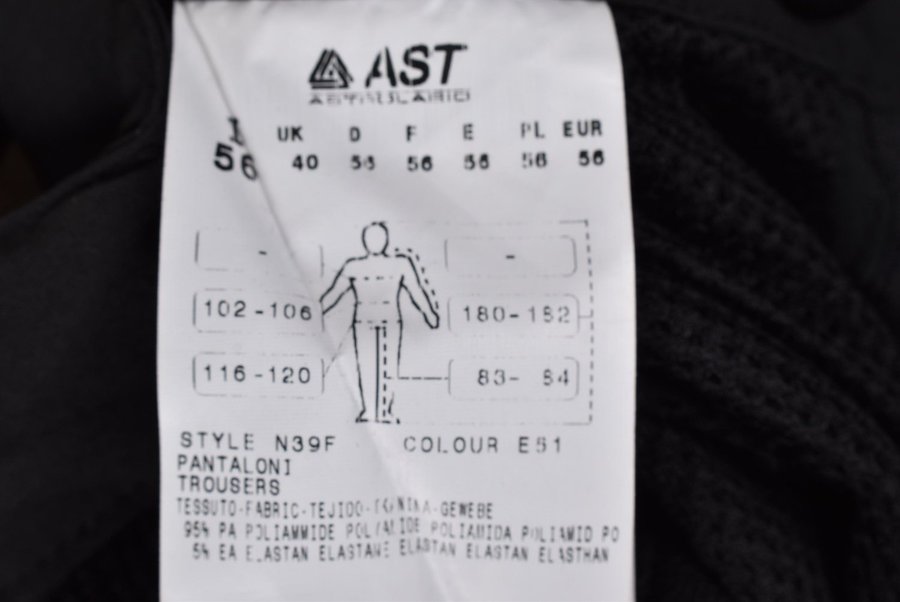 AST
I UK D F E PL EUR
56 40 56 56 56 56 56
- -
102-106 180-182
116-120 83- 84
STYLE N39F COLOUR E51
PANTALONI
TROUSERS
TESSUTO-FABRIC-TEJIDO- -GEWEBE
95% PA POLIAMMIDE POLIAMIDE POLIAMIDA POLIAMID PO
5% EA ELASTAN ELASTANE ELASTAN ELASTAN ELASTHAN